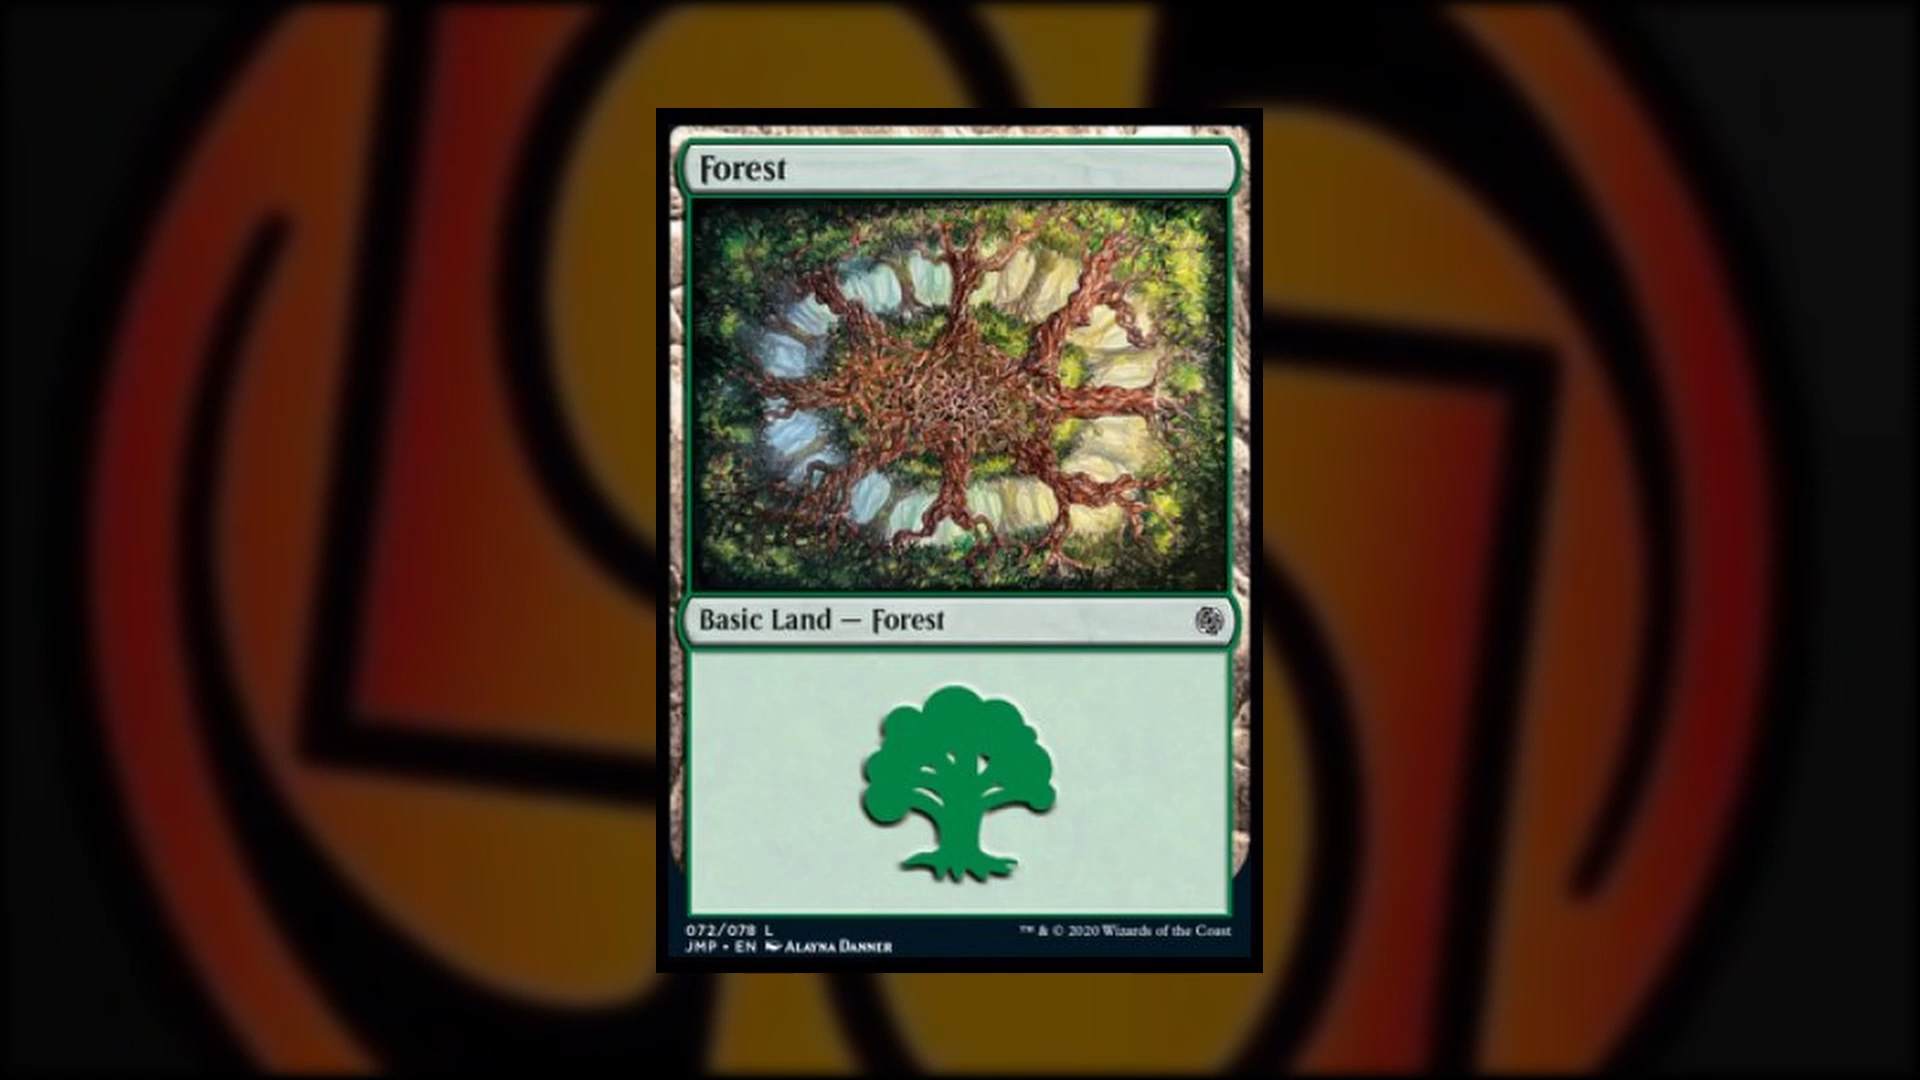 Forest
Basic Land — Forest
072/078 L
JMP • EN Alayna Danner
™ & © 2020 Wizards of the Coast